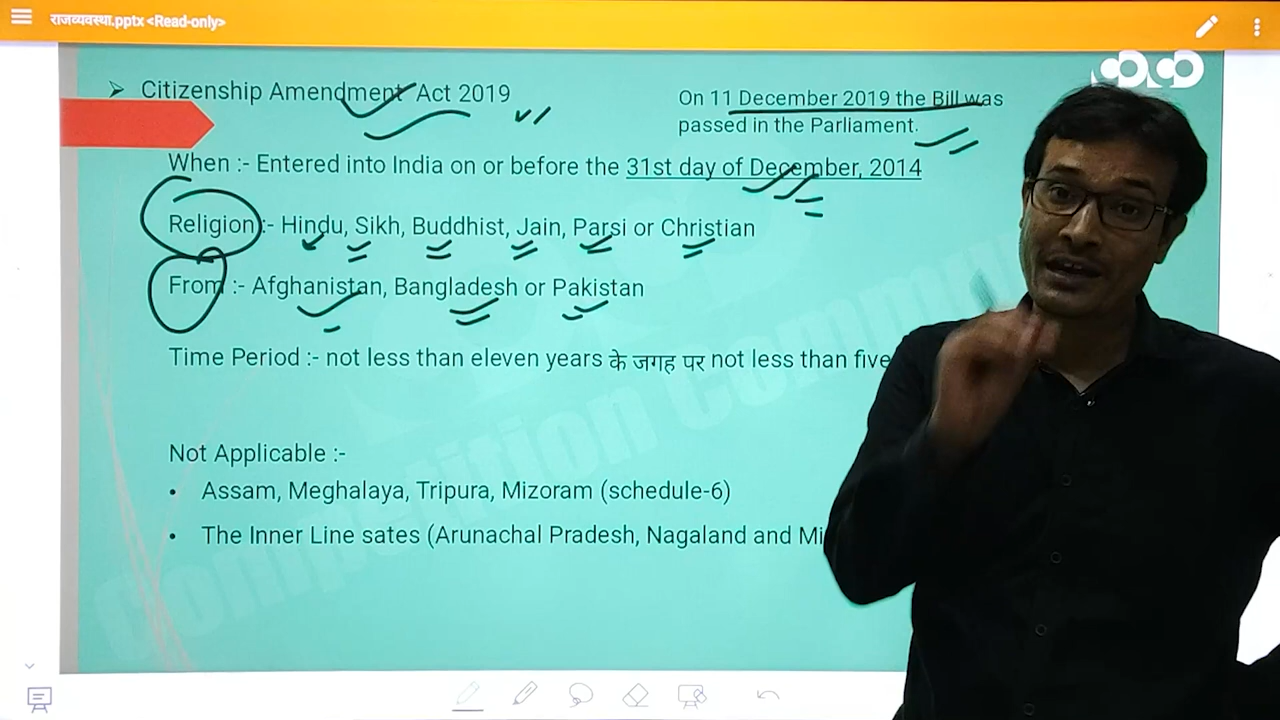 राजव्यवस्था.pptx <Read-only>
Citizenship Amendment Act 2019
On 11 December 2019 the Bill was
passed in the Parliament.
When :- Entered into India on or before the 31st day of December, 2014
Religion :- Hindu, Sikh, Buddhist, Jain, Parsi or Christian
From :- Afghanistan, Bangladesh or Pakistan
Time Period :- not less than eleven years के जगह पर not less than five
Not Applicable :-
• Assam, Meghalaya, Tripura, Mizoram (schedule-6)
• The Inner Line sates (Arunachal Pradesh, Nagaland and Mi
Competition Commun